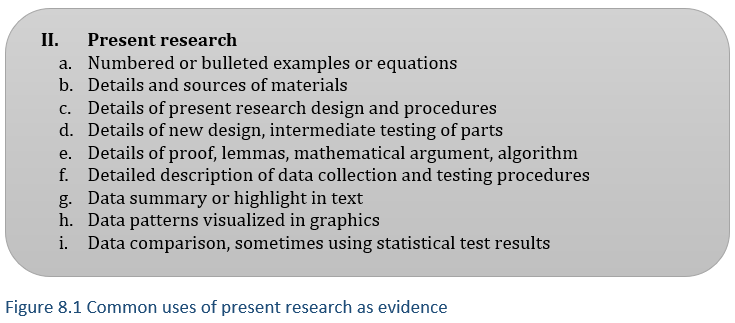 II. Present research
a. Numbered or bulleted examples or equations
b. Details and sources of materials
c. Details of present research design and procedures
d. Details of new design, intermediate testing of parts
e. Details of proof, lemmas, mathematical argument, algorithm
f. Detailed description of data collection and testing procedures
g. Data summary or highlight in text
h. Data patterns visualized in graphics
i. Data comparison, sometimes using statistical test results
Figure 8.1 Common uses of present research as evidence